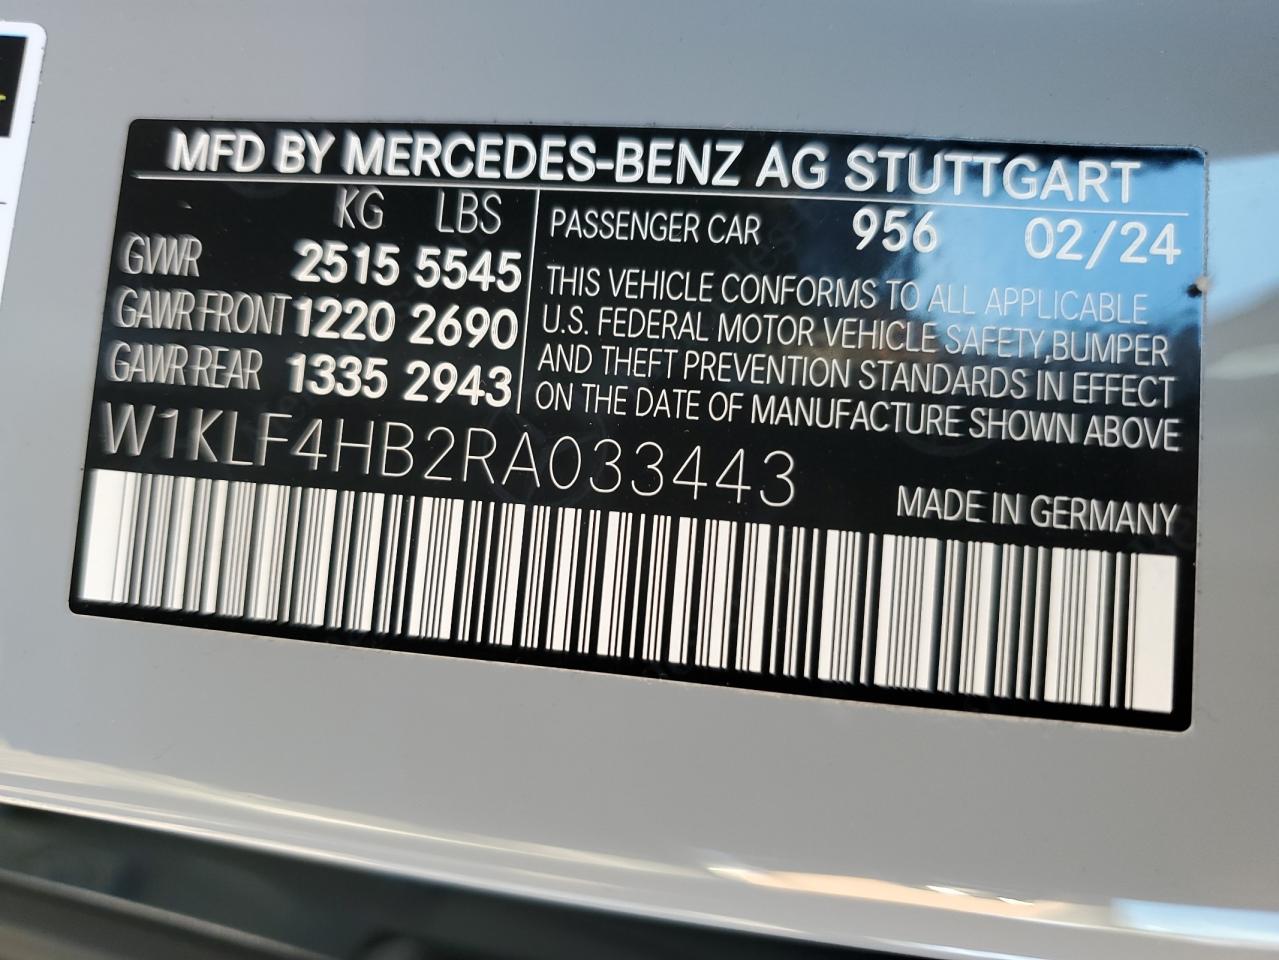 MFD BY MERCEDES-BENZ AG STUTTGART
KG LBS
GVWR 2515 5545
GAWR FRONT 1220 2690
GAWR REAR 1335 2943
PASSENGER CAR 956 02/24
THIS VEHICLE CONFORMS TO ALL APPLICABLE
U.S. FEDERAL MOTOR VEHICLE SAFETY,BUMPER
AND THEFT PREVENTION STANDARDS IN EFFECT
ON THE DATE OF MANUFACTURE SHOWN ABOVE
W1KLF4HB2RA033443
MADE IN GERMANY